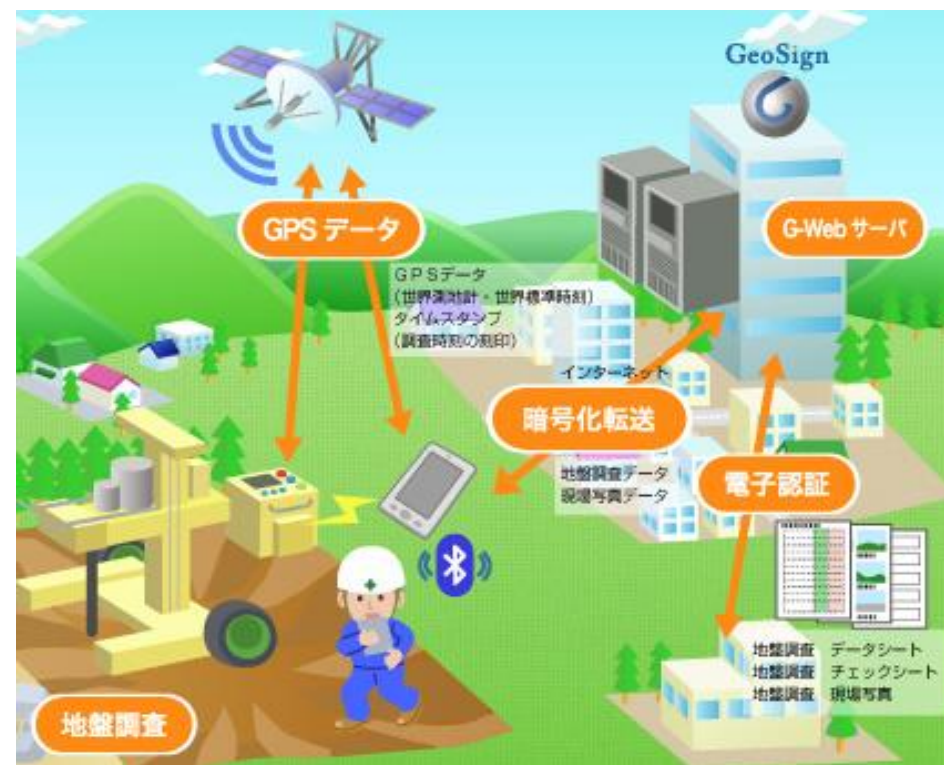 GeoSign
GPS データ
G-Web サーバ
GPSデータ
(世界測地計・世界標準時刻)
タイムスタンプ
(調査時刻の刻印)
インターネット
暗号化転送
地盤調査データ
現場写真データ
電子認証
地盤調査 データシート
地盤調査 チェックシート
地盤調査 現場写真
地盤調査